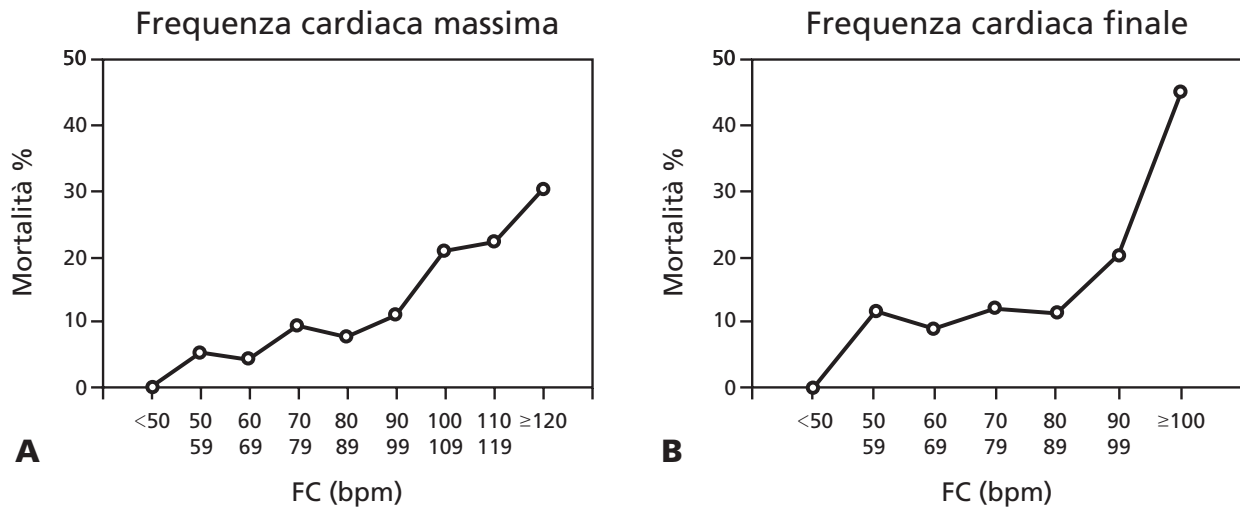 Frequenza cardiaca massima
50
40
30
20
10
0
Mortalità %
<50 50 60 70 80 90 100 110 ≥120
59 69 79 89 99 109 119
A
FC (bpm)
Frequenza cardiaca finale
50
40
30
20
10
0
Mortalità %
<50 50 60 70 80 90 ≥100
59 69 79 89 99
B
FC (bpm)